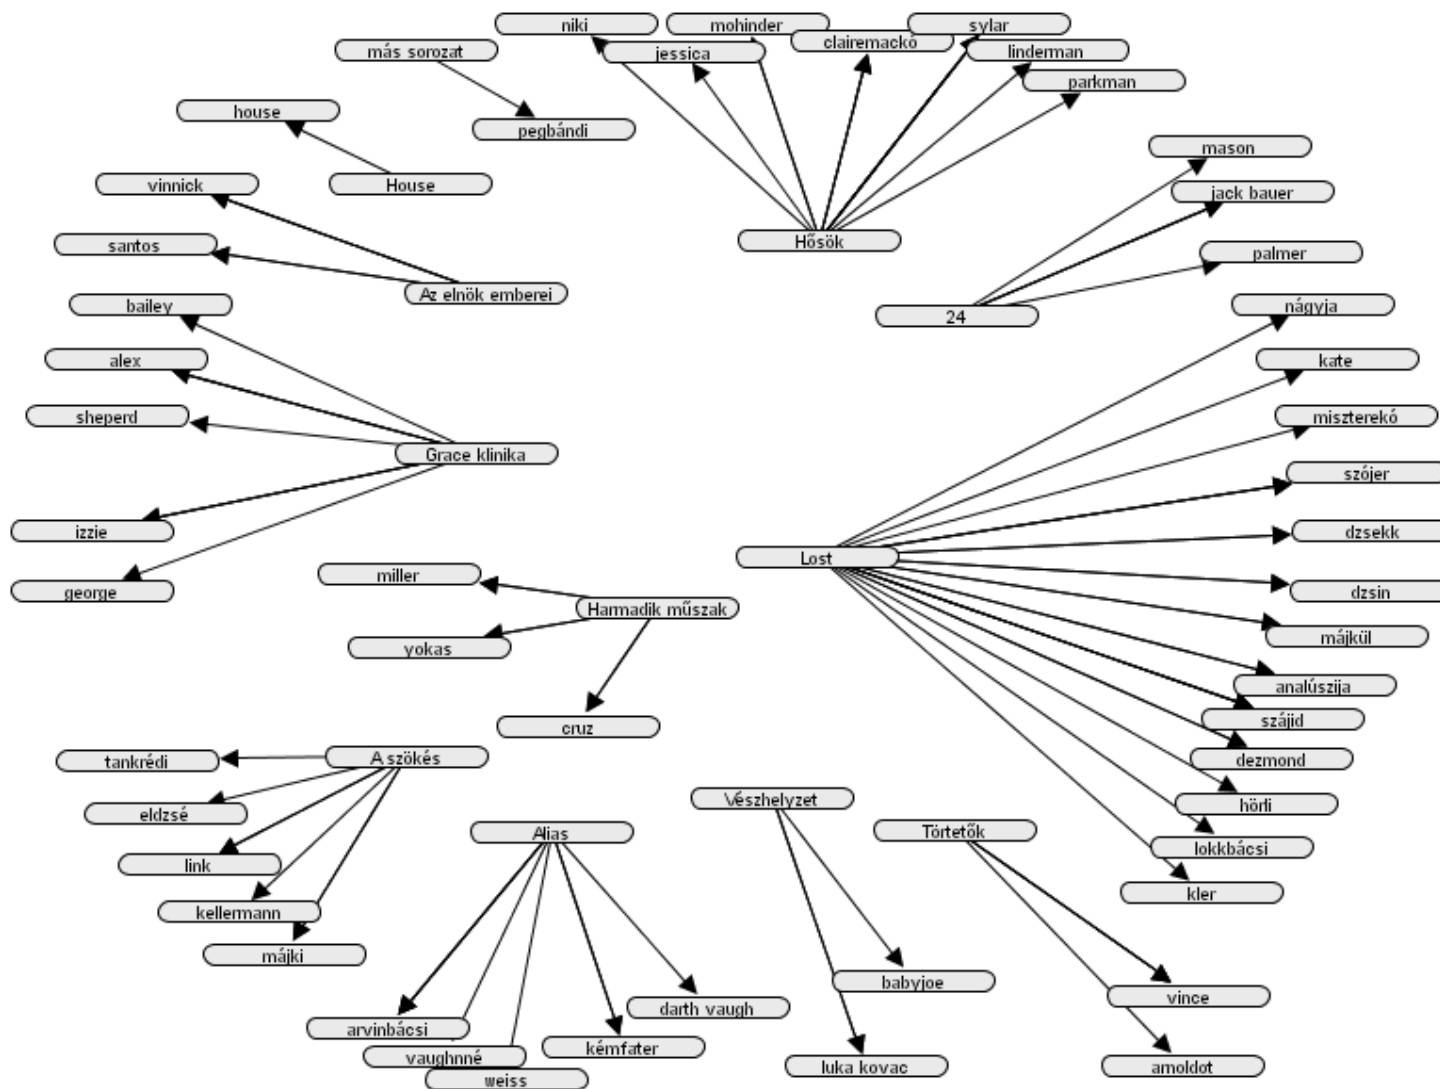 niki
mohinder
sylar
clairemackó
más sorozat
jessica
linderman
parkman
house
pegbándi
mason
vinnick
House
jack bauer
santos
Hősök
palmer
Az elnök emberei
bailey
24
nágyja
alex
kate
sheperd
miszterekó
Grace klinika
szójer
izzie
dzsekk
Lost
miller
george
dzsin
Harmadik műszak
yokas
májkül
analúszija
cruz
szájid
tankrédi
A szökés
dezmond
eldzsé
Vészhelyzet
hörli
Alias
Törtetők
link
lokkbácsi
kler
kellermann
májki
babyjoe
vince
darth vaugh
arvinbácsi
kémfater
vaughnné
luka kovac
arnoldot
weiss